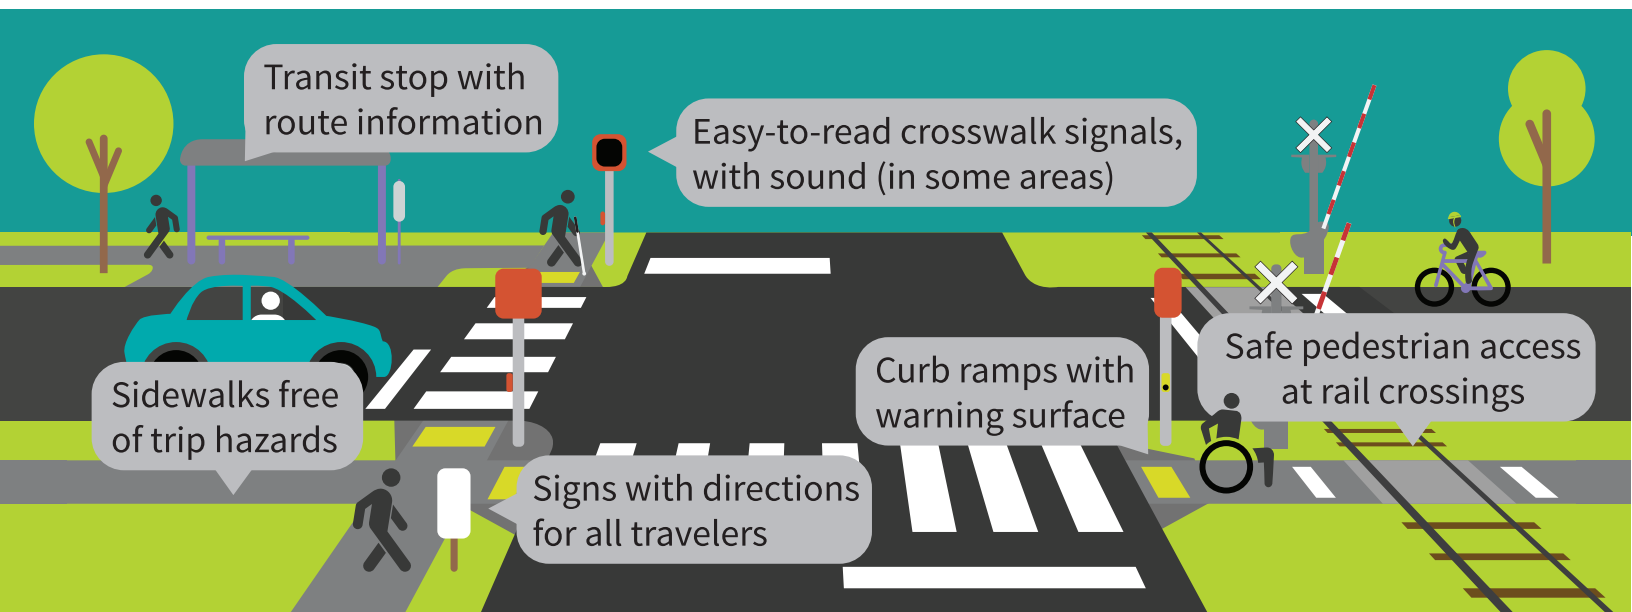 Transit stop with
route information
Easy-to-read crosswalk signals,
with sound (in some areas)
Safe pedestrian access
at rail crossings
Curb ramps with
warning surface
Sidewalks free
of trip hazards
Signs with directions
for all travelers